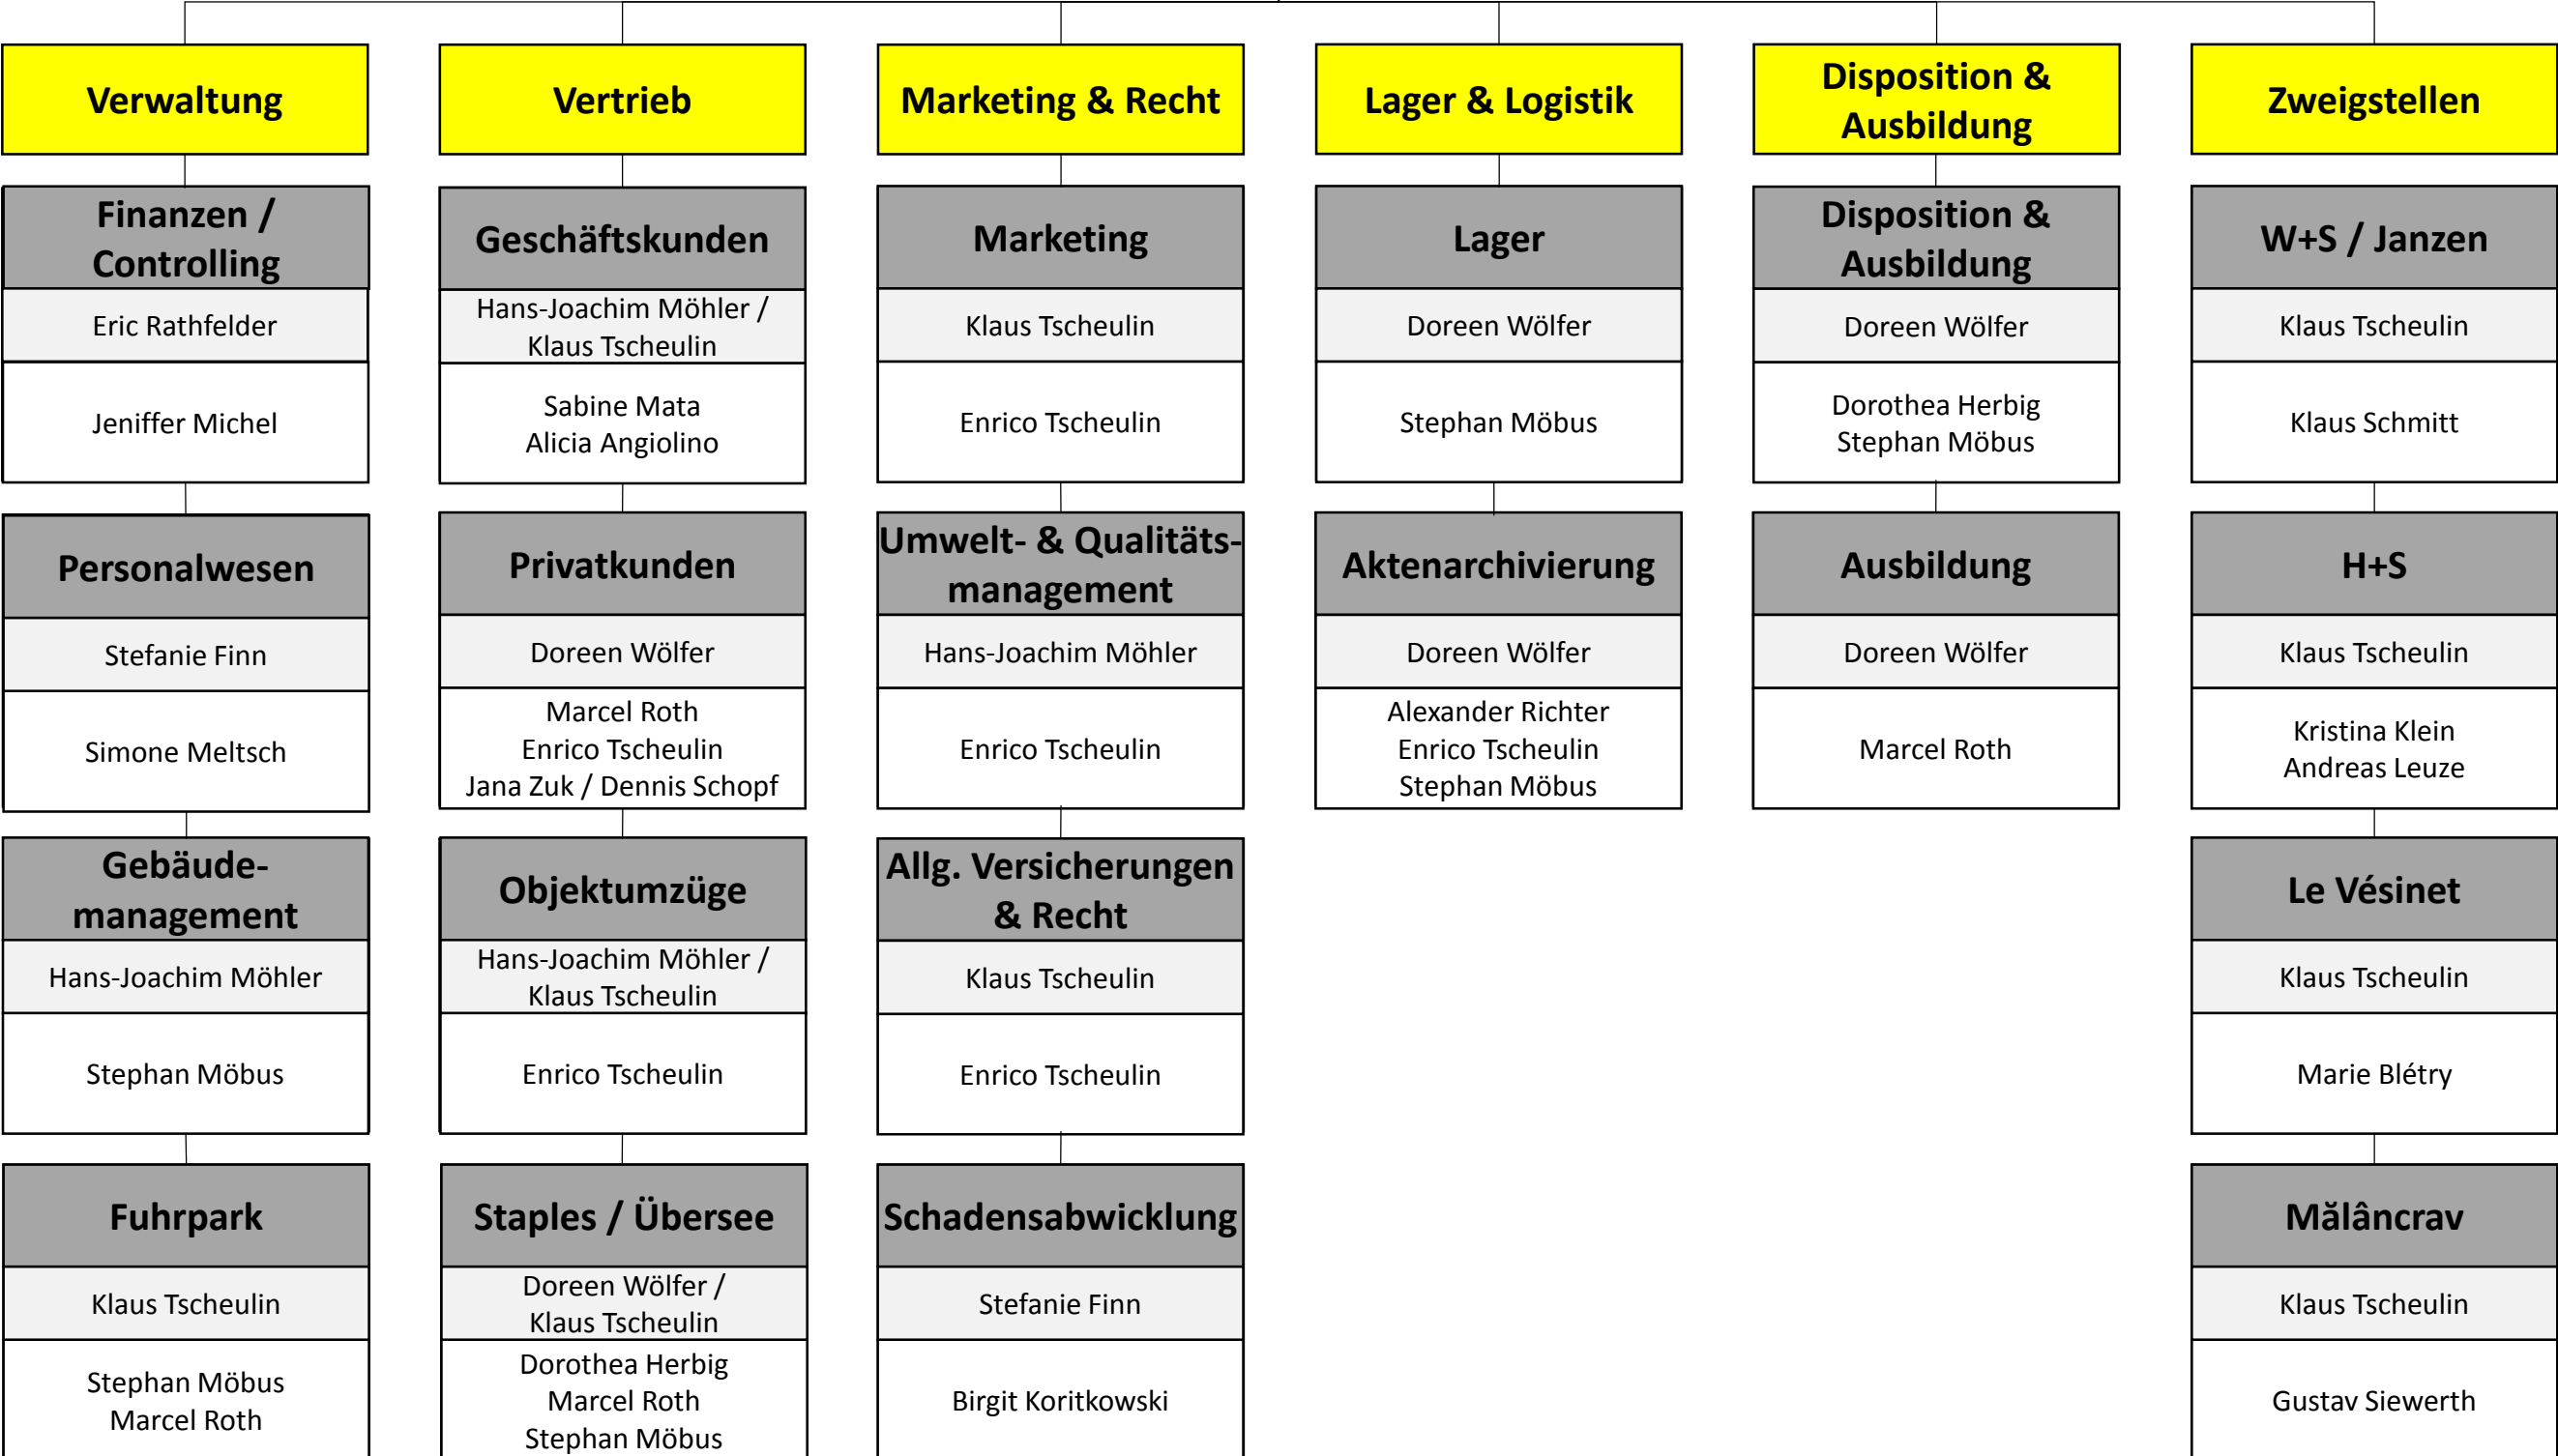 Verwaltung
Finanzen /
Controlling
Eric Rathfelder
Jeniffer Michel
Personalwesen
Stefanie Finn
Simone Meltsch
Gebäude-
management
Hans-Joachim Möhler
Stephan Möbus
Fuhrpark
Klaus Tscheulin
Stephan Möbus
Marcel Roth
Vertrieb
Geschäftskunden
Hans-Joachim Möhler /
Klaus Tscheulin
Sabine Mata
Alicia Angiolino
Privatkunden
Doreen Wölfer
Marcel Roth
Enrico Tscheulin
Jana Zuk / Dennis Schopf
Objektumzüge
Hans-Joachim Möhler /
Klaus Tscheulin
Enrico Tscheulin
Staples / Übersee
Doreen Wölfer /
Klaus Tscheulin
Dorothea Herbig
Marcel Roth
Stephan Möbus
Marketing & Recht
Marketing
Klaus Tscheulin
Enrico Tscheulin
Umwelt- & Qualitäts-
management
Hans-Joachim Möhler
Enrico Tscheulin
Allg. Versicherungen
& Recht
Klaus Tscheulin
Enrico Tscheulin
Schadensabwicklung
Stefanie Finn
Birgit Koritkowski
Lager & Logistik
Lager
Doreen Wölfer
Stephan Möbus
Aktenarchivierung
Doreen Wölfer
Alexander Richter
Enrico Tscheulin
Stephan Möbus
Disposition &
Ausbildung
Disposition &
Ausbildung
Doreen Wölfer
Dorothea Herbig
Stephan Möbus
Ausbildung
Doreen Wölfer
Marcel Roth
Zweigstellen
W+S / Janzen
Klaus Tscheulin
Klaus Schmitt
H+S
Klaus Tscheulin
Kristina Klein
Andreas Leuze
Le Vésinet
Klaus Tscheulin
Marie Blétry
Mălâncrav
Klaus Tscheulin
Gustav Siewerth